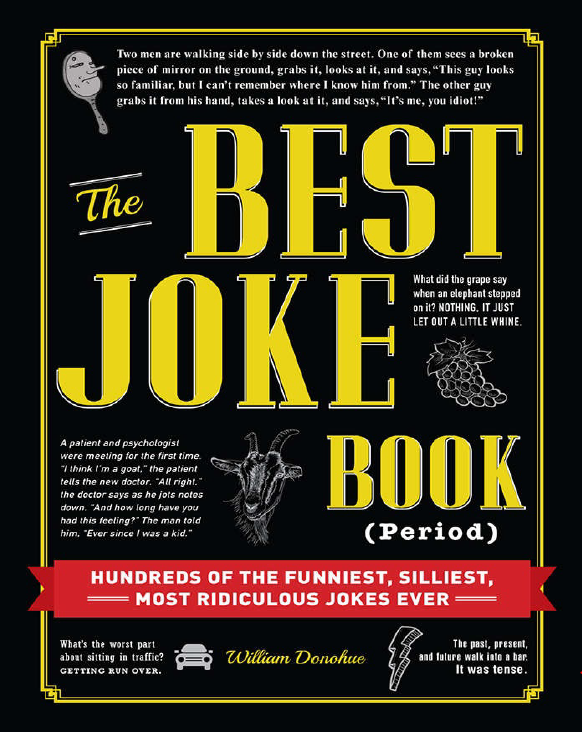 Two men are walking side by side down the street. One of them sees a broken
piece of mirror on the ground, grabs it, looks at it, and says, “This guy looks
so familiar, but I can’t remember where I know him from.” The other guy
grabs it from his hand, takes a look at it, and says, “It’s me, you idiot!”
The BEST
JOKE
What did the grape say
when an elephant stepped
on it? NOTHING, IT JUST
LET OUT A LITTLE WHINE.
A patient and psychologist
were meeting for the first time.
“I think I’m a goat,” the patient
tells the new doctor. “All right,”
the doctor says as he jots notes
down. “And how long have you
had this feeling?” The man told
him, “Ever since I was a kid.”
BOOK
(Period)
HUNDREDS OF THE FUNNIEST, SILLIEST,
MOST RIDICULOUS JOKES EVER
What’s the worst part
about sitting in traffic?
GETTING RUN OVER.
William Donohue
The past, present,
and future walk into a bar.
It was tense.